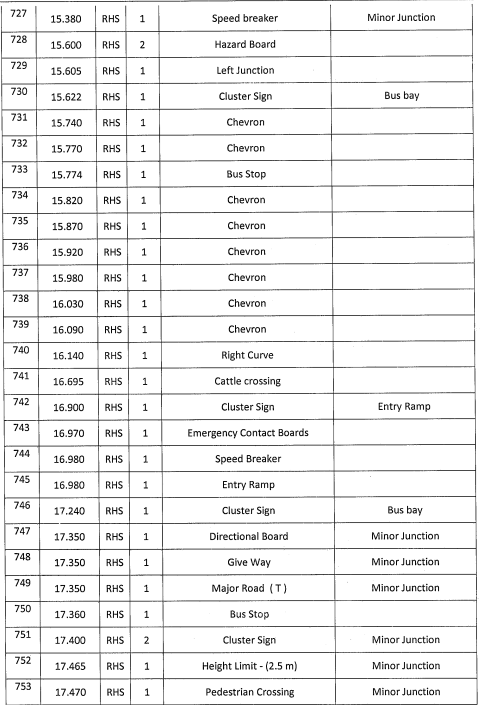 727 15.380 RHS 1 Speed breaker Minor Junction
728 15.600 RHS 2 Hazard Board
729 15.605 RHS 1 Left Junction
730 15.622 RHS 1 Cluster Sign Bus bay
731 15.740 RHS 1 Chevron
732 15.770 RHS 1 Chevron
733 15.774 RHS 1 Bus Stop
734 15.820 RHS 1 Chevron
735 15.870 RHS 1 Chevron
736 15.920 RHS 1 Chevron
737 15.980 RHS 1 Chevron
738 16.030 RHS 1 Chevron
739 16.090 RHS 1 Chevron
740 16.140 RHS 1 Right Curve
741 16.695 RHS 1 Cattle crossing
742 16.900 RHS 1 Cluster Sign Entry Ramp
743 16.970 RHS 1 Emergency Contact Boards
744 16.980 RHS 1 Speed Breaker
745 16.980 RHS 1 Entry Ramp
746 17.240 RHS 1 Cluster Sign Bus bay
747 17.350 RHS 1 Directional Board Minor Junction
748 17.350 RHS 1 Give Way Minor Junction
749 17.350 RHS 1 Major Road ( T ) Minor Junction
750 17.360 RHS 1 Bus Stop
751 17.400 RHS 2 Cluster Sign Minor Junction
752 17.465 RHS 1 Height Limit - (2.5 m) Minor Junction
753 17.470 RHS 1 Pedestrian Crossing Minor Junction